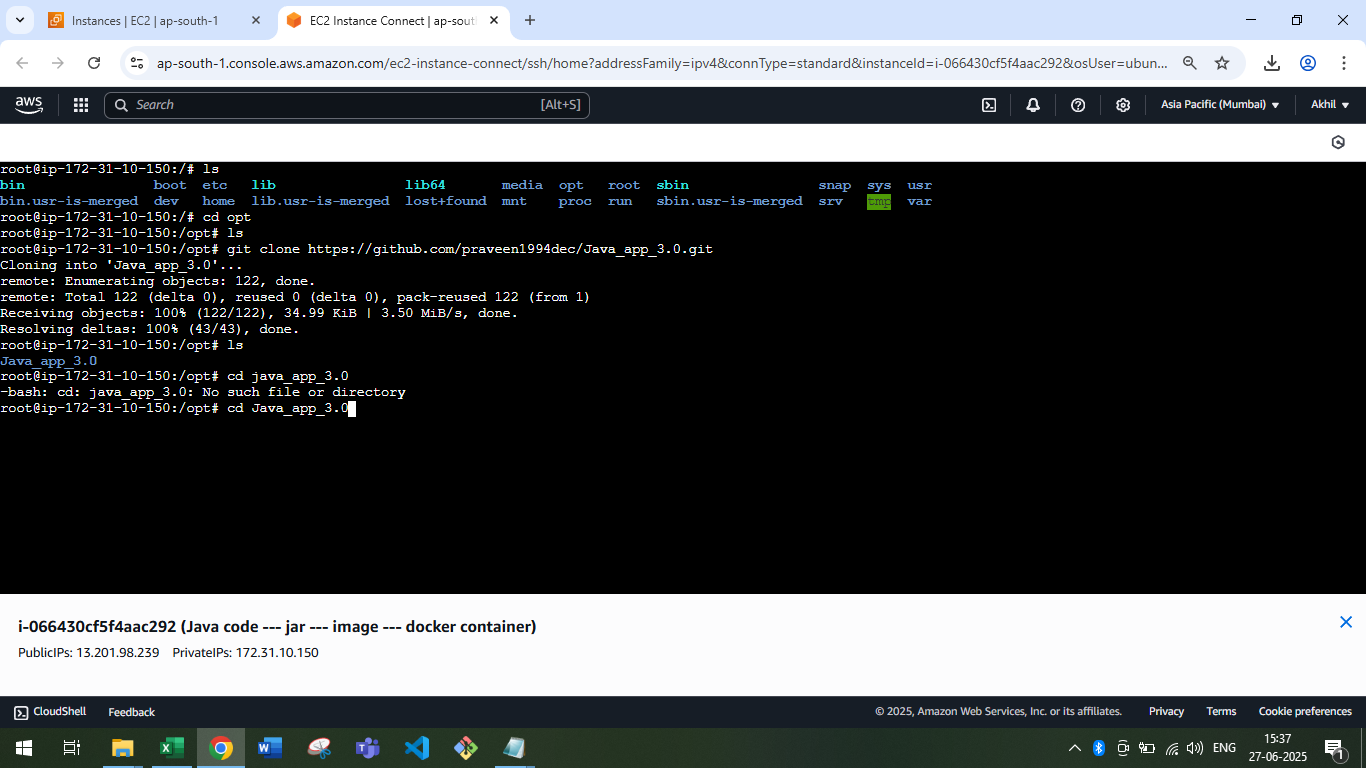 Instances | EC2 | ap-south-1
EC2 Instance Connect | ap-sout
ap-south-1.console.aws.amazon.com/ec2-instance-connect/ssh/home?addressFamily=ipv4&connType=standard&instanceId=i-066430cf5f4aac292&osUser=ubun...
aws
Search
[Alt+S]
Asia Pacific (Mumbai)
Akhil
root@ip-172-31-10-150:/# ls
bin boot etc lib lib64 media opt root sbin snap sys usr
bin.usr-is-merged dev home lib.usr-is-merged lost+found mnt proc run sbin.usr-is-merged srv tmp var
root@ip-172-31-10-150:/# cd opt
root@ip-172-31-10-150:/opt# ls
root@ip-172-31-10-150:/opt# git clone https://github.com/praveen1994dec/Java_app_3.0.git
Cloning into 'Java_app_3.0'...
remote: Enumerating objects: 122, done.
remote: Total 122 (delta 0), reused 0 (delta 0), pack-reused 122 (from 1)
Receiving objects: 100% (122/122), 34.99 KiB | 3.50 MiB/s, done.
Resolving deltas: 100% (43/43), done.
root@ip-172-31-10-150:/opt# ls
Java_app_3.0
root@ip-172-31-10-150:/opt# cd java_app_3.0
-bash: cd: java_app_3.0: No such file or directory
root@ip-172-31-10-150:/opt# cd Java_app_3.0
i-066430cf5f4aac292 (Java code --- jar --- image --- docker container)
PublicIPs: 13.201.98.239 PrivateIPs: 172.31.10.150
CloudShell
Feedback
© 2025, Amazon Web Services, Inc. or its affiliates.
Privacy
Terms
Cookie preferences
ENG
15:37
27-06-2025
1